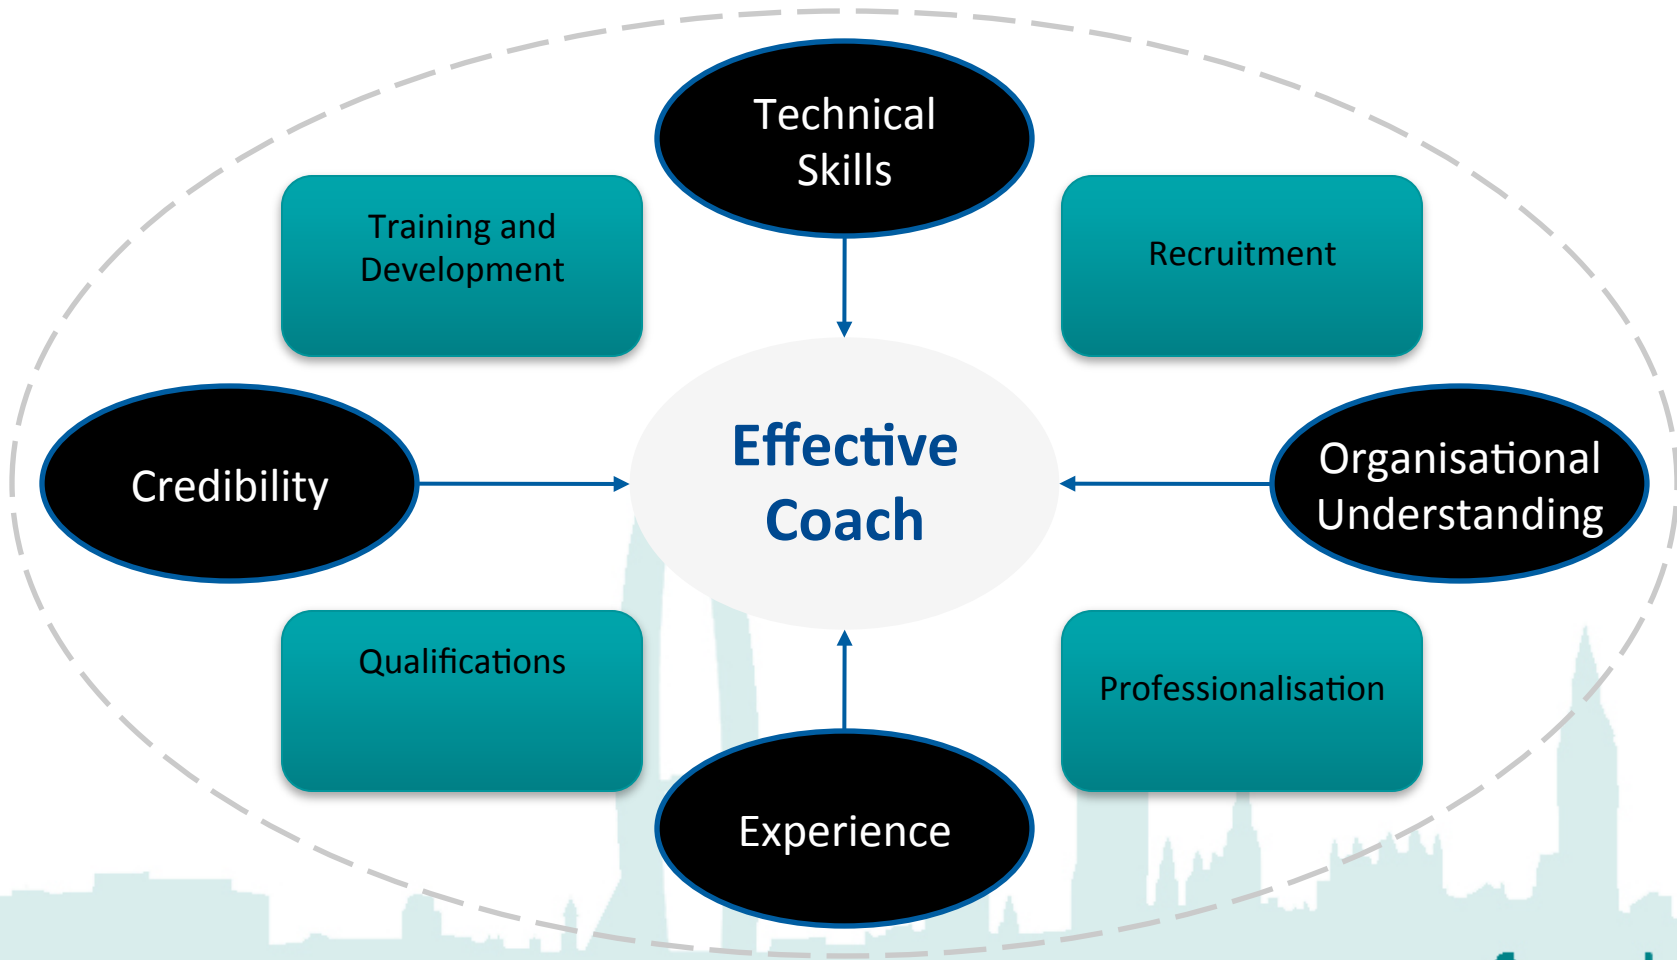 Technical
Skills
Training and
Development
Recruitment
Credibility
Effective
Coach
Organisational
Understanding
Qualifications
Professionalisation
Experience